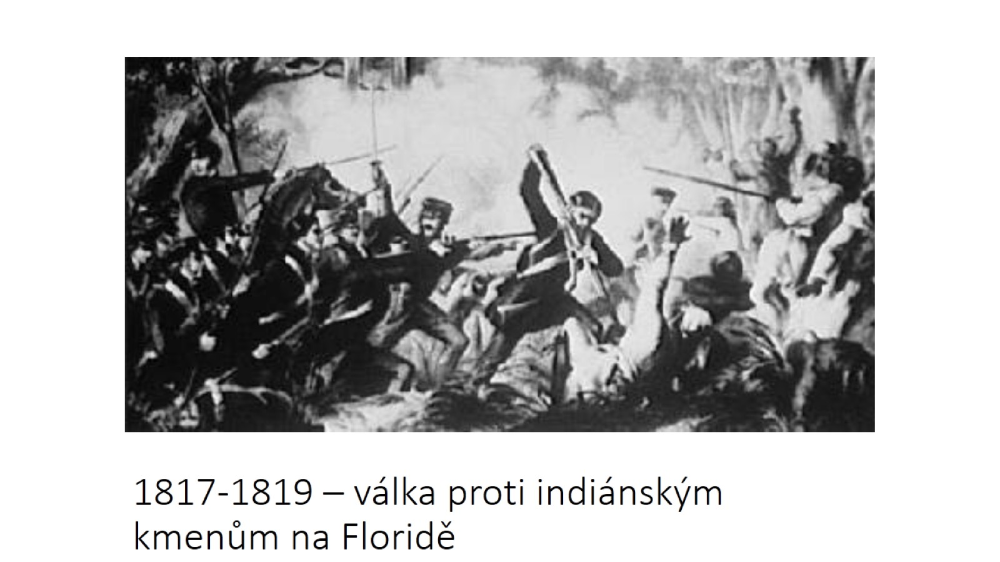 1817-1819 – válka proti indiánským
kmenům na Floridě